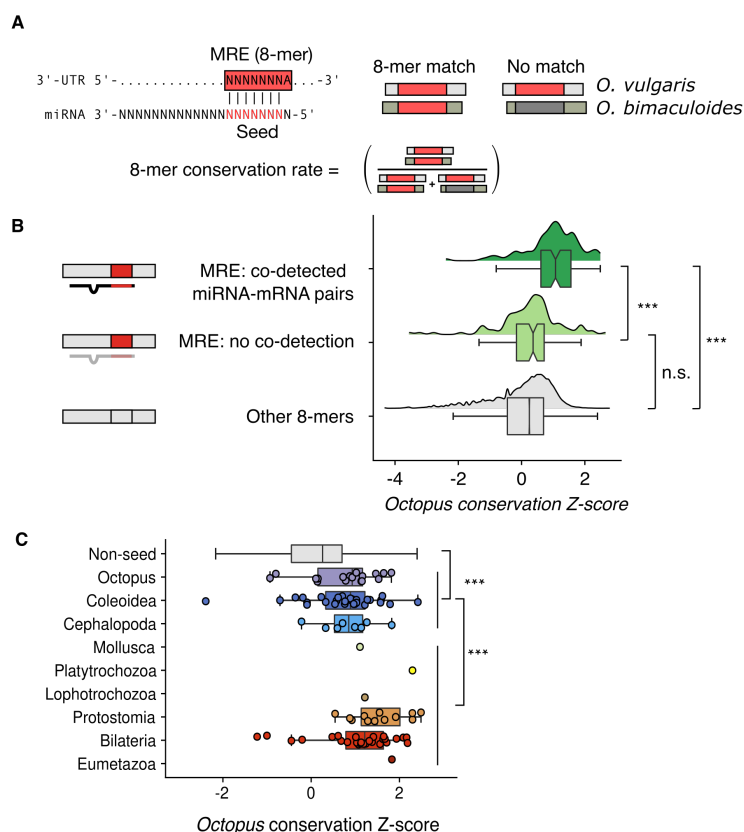 A
MRE (8-mer)
3'-UTR 5'-.............NNNNNNNA...-3'
miRNA 3'-NNNNNNNNNNNNNNNNNNNNNN-5'
Seed
8-mer match
No match
O. vulgaris
O. bimaculoides
8-mer conservation rate =
+
B
MRE: co-detected
miRNA-mRNA pairs
MRE: no co-detection
Other 8-mers
***
***
n.s.
-4 -2 0 2
Octopus conservation Z-score
C
Non-seed
Octopus
Coleoidea
Cephalopoda
Mollusca
Platytrochozoa
Lophotrochozoa
Protostomia
Bilateria
Eumetazoa
***
***
-2 0 2
Octopus conservation Z-score